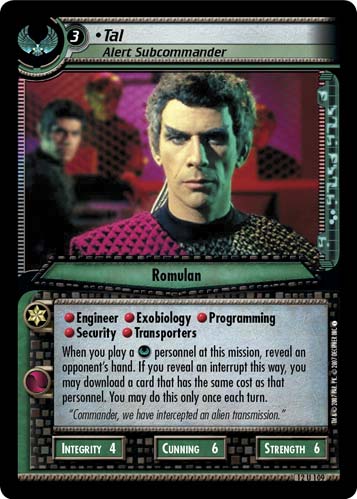 3
• Tal
Alert Subcommander
Romulan
• Engineer • Exobiology • Programming
• Security • Transporters
When you play a personnel at this mission, reveal an
opponent's hand. If you reveal an interrupt this way, you
may download a card that has the same cost as that
personnel. You may do this only once each turn.
"Commander, we have intercepted an alien transmission."
INTEGRITY 4 CUNNING 6 STRENGTH 6
12 U 109